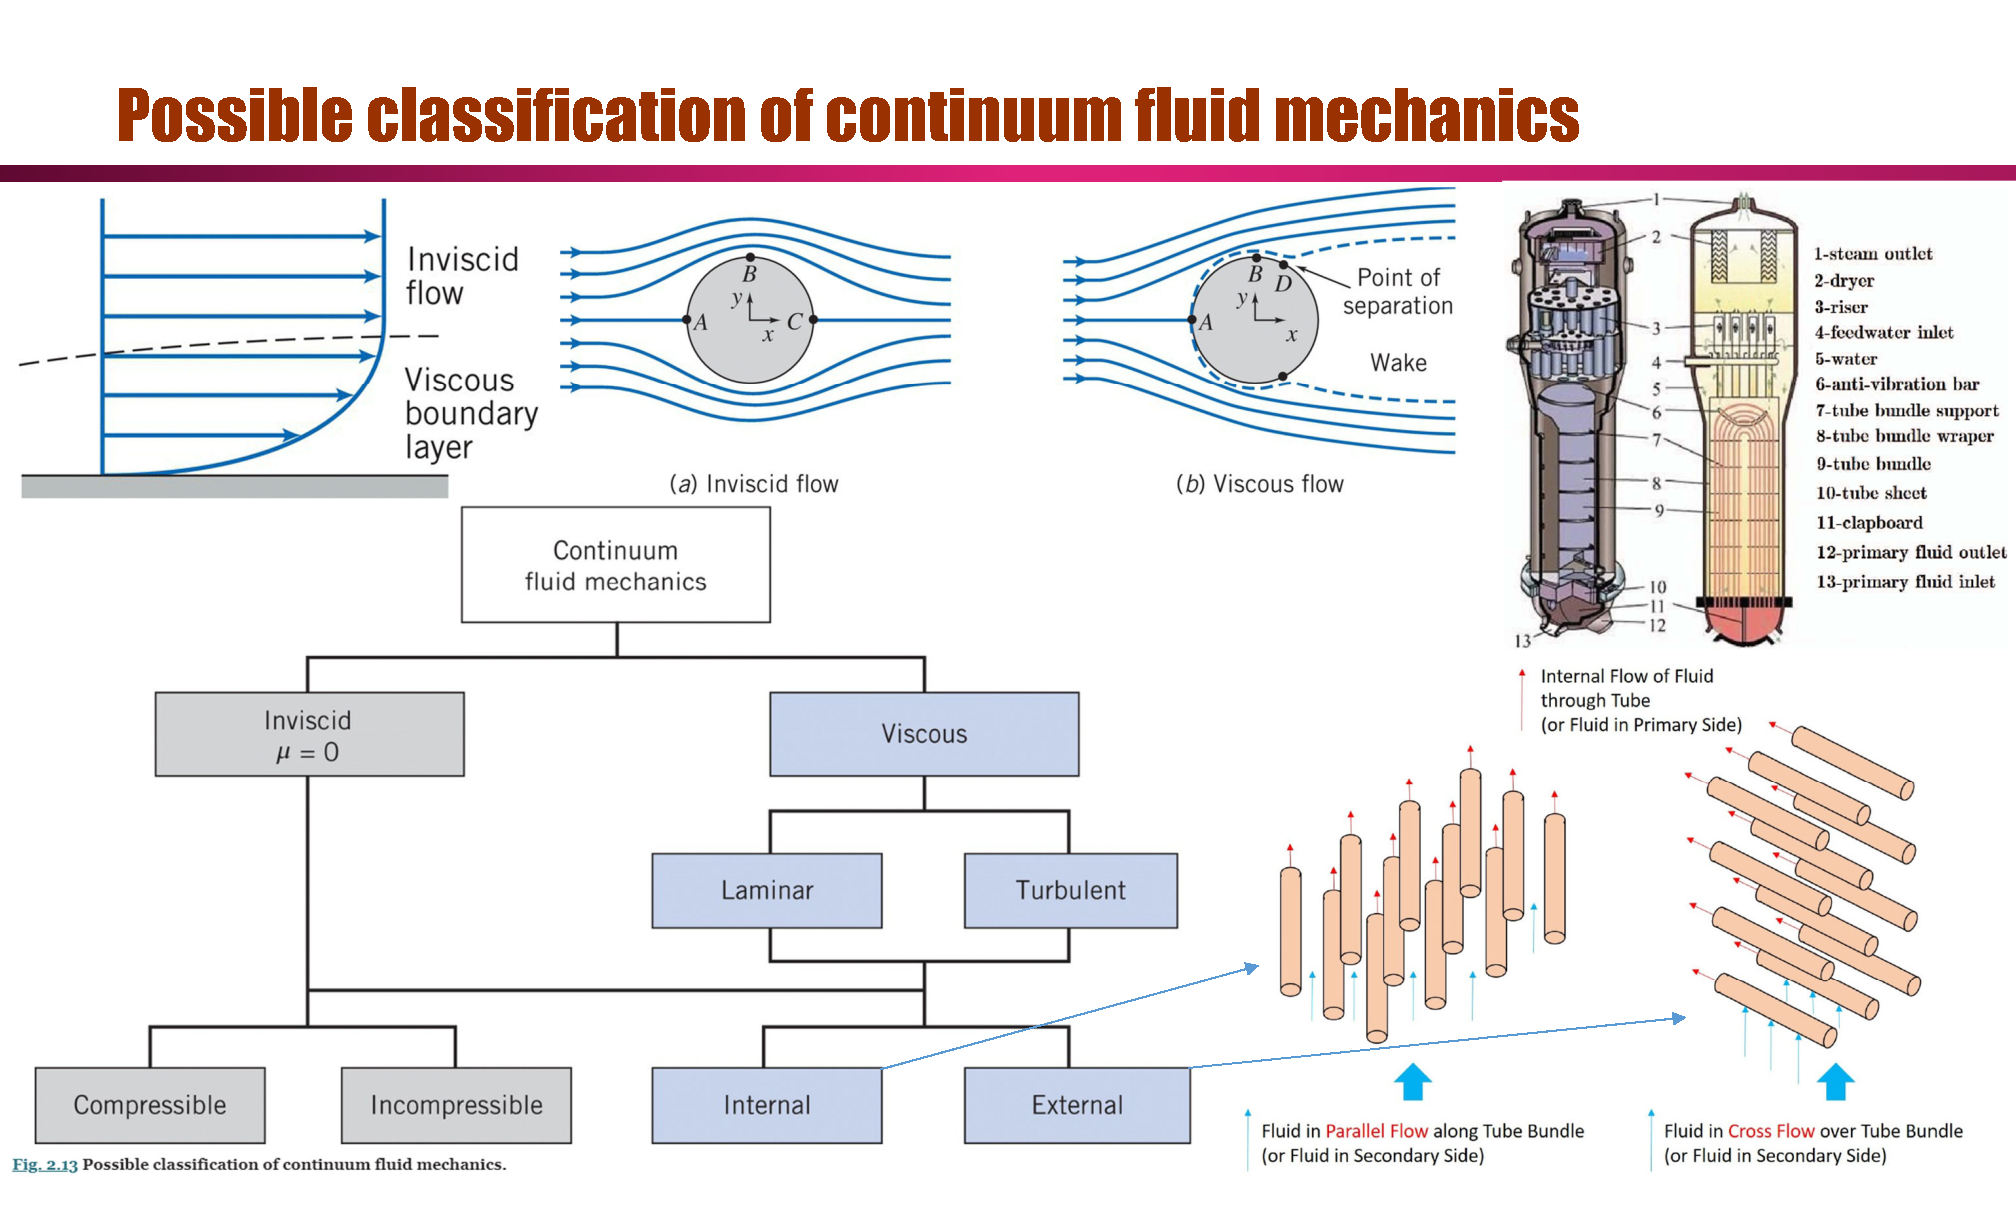 Possible classification of continuum fluid mechanics
Inviscid
flow
Viscous
boundary
layer
B
y
A
C
x
(a) Inviscid flow
B
D
y
A
x
Point of
separation
Wake
(b) Viscous flow
1
2
3
4
5
6
7
8
9
10
11
12
13
1-steam outlet
2-dryer
3-riser
4-feedwater inlet
5-water
6-anti-vibration bar
7-tube bundle support
8-tube bundle wraper
9-tube bundle
10-tube sheet
11-clapboard
12-primary fluid outlet
13-primary fluid inlet
Continuum
fluid mechanics
Inviscid
μ = 0
Viscous
Laminar
Turbulent
Compressible
Incompressible
Internal
External
Fig. 2.13 Possible classification of continuum fluid mechanics.
Internal Flow of Fluid
through Tube
(or Fluid in Primary Side)
Fluid in Parallel Flow along Tube Bundle
(or Fluid in Secondary Side)
Fluid in Cross Flow over Tube Bundle
(or Fluid in Secondary Side)